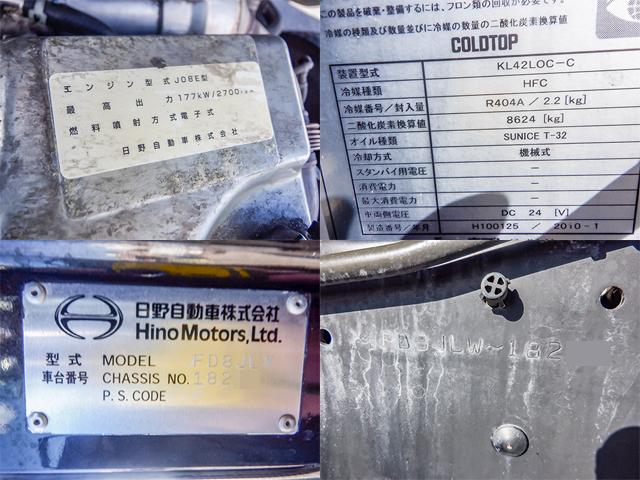 エンジン型式 J08E型
最高出力 177kW/2700
燃料噴射方式 電子式
日野自動車株式会社
この製品を破棄・整備するには、フロン類の回収が必要です。
冷媒の種類及び数量並びに冷媒の数量の二酸化炭素換算値
COLDTOP
装置型式 KL42LOC-C
冷媒種類 HFC
冷媒番号/封入量 R404A / 2.2 [kg]
二酸化炭素換算値 8624 [kg]
オイル種類 SUNICE T-32
冷却方式 機械式
スタンバイ用電圧 −
消費電力 −
最大消費電力 −
車両側電圧 DC 24 [V]
製造番号/年月 H100125 / 2010-1
日野自動車株式会社
Hino Motors, Ltd.
型式 MODEL FD8JLW
車台番号 CHASSIS NO. 182
P.S.CODE
FD8JLW~182